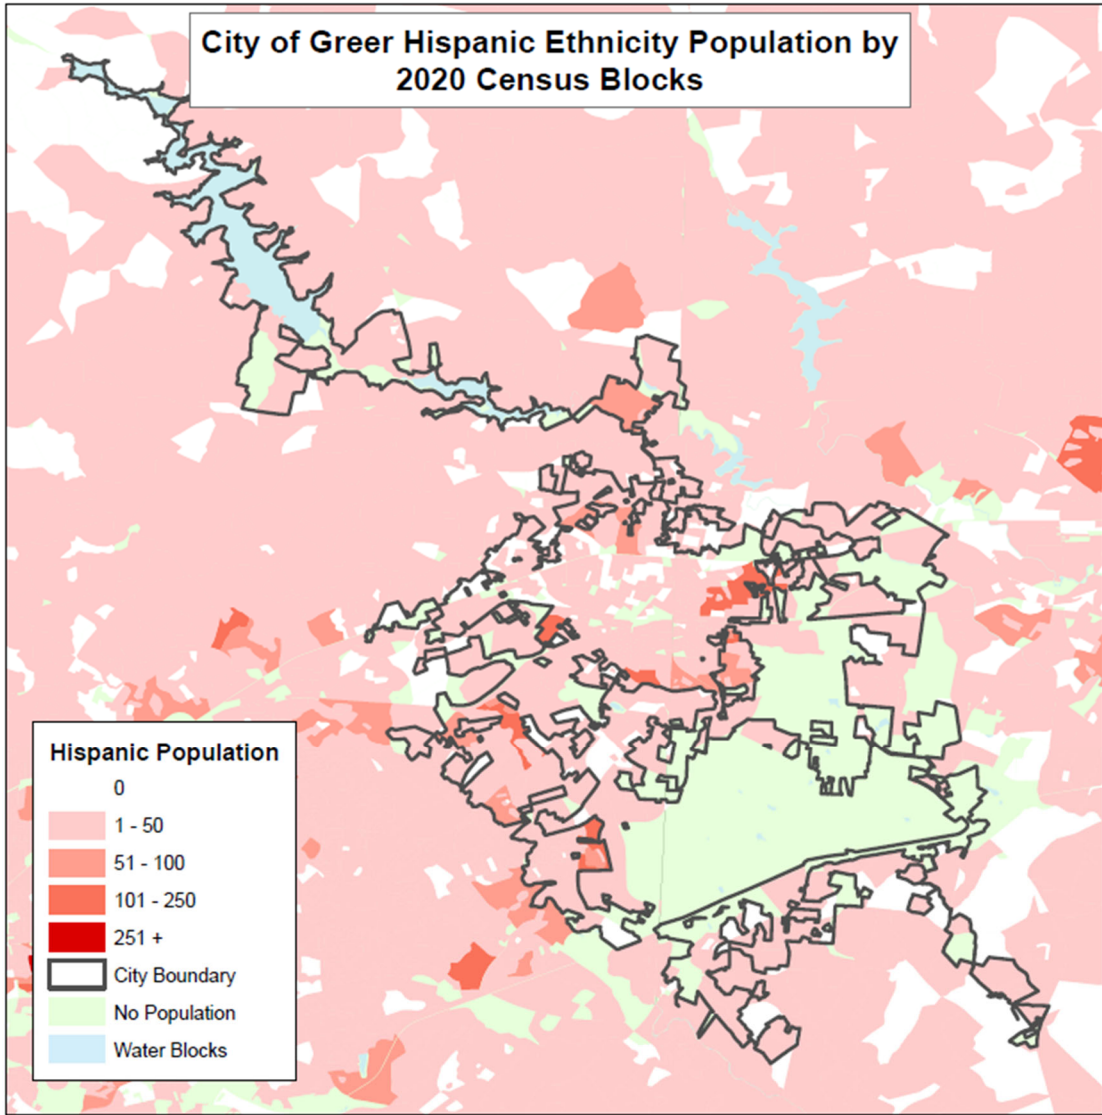 City of Greer Hispanic Ethnicity Population by
2020 Census Blocks
Hispanic Population
0
1 - 50
51 - 100
101 - 250
251 +
City Boundary
No Population
Water Blocks